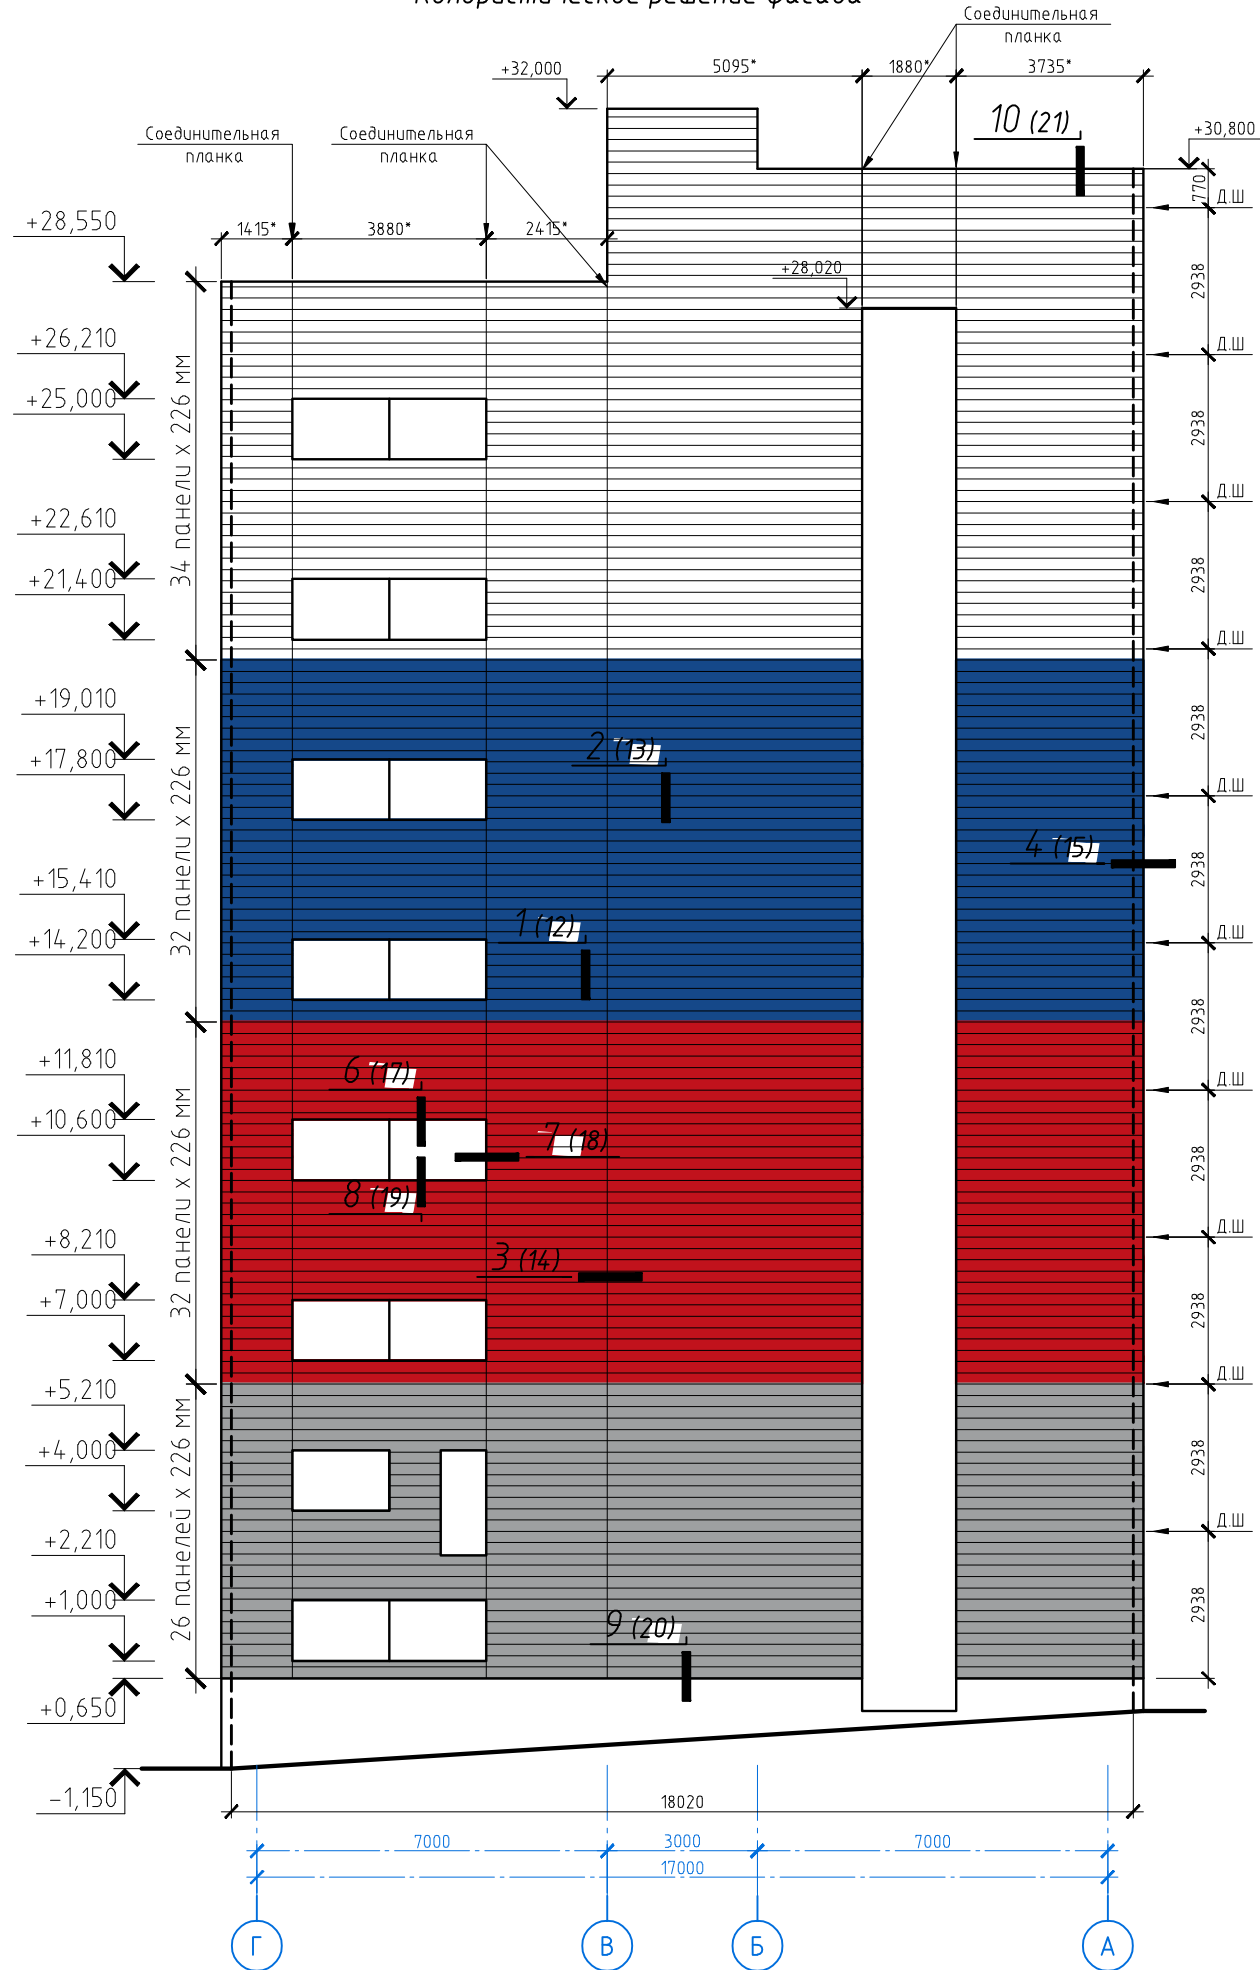 Колористическое решение фасада
Соединительная
планка
+32,000
5095*
1880*
3735*
10 (21)
+30,800
Соединительная
планка
Соединительная
планка
770
Д.Ш
+28,550
1415*
3880*
2415*
+28,020
2938
+26,210
Д.Ш
+25,000
34 панели х 226 мм
2938
Д.Ш
+22,610
+21,400
2938
Д.Ш
+19,010
2938
2 (13)
+17,800
Д.Ш
32 панели х 226 мм
4 (15)
2938
+15,410
1 (12)
+14,200
Д.Ш
2938
+11,810
6 (17)
Д.Ш
+10,600
7 (18)
2938
32 панели х 226 мм
8 (19)
+8,210
3 (14)
Д.Ш
+7,000
2938
+5,210
Д.Ш
+4,000
2938
26 панелей х 226 мм
Д.Ш
+2,210
+1,000
2938
9 (20)
+0,650
-1,150
18020
7000
3000
7000
17000
Г
В
Б
А